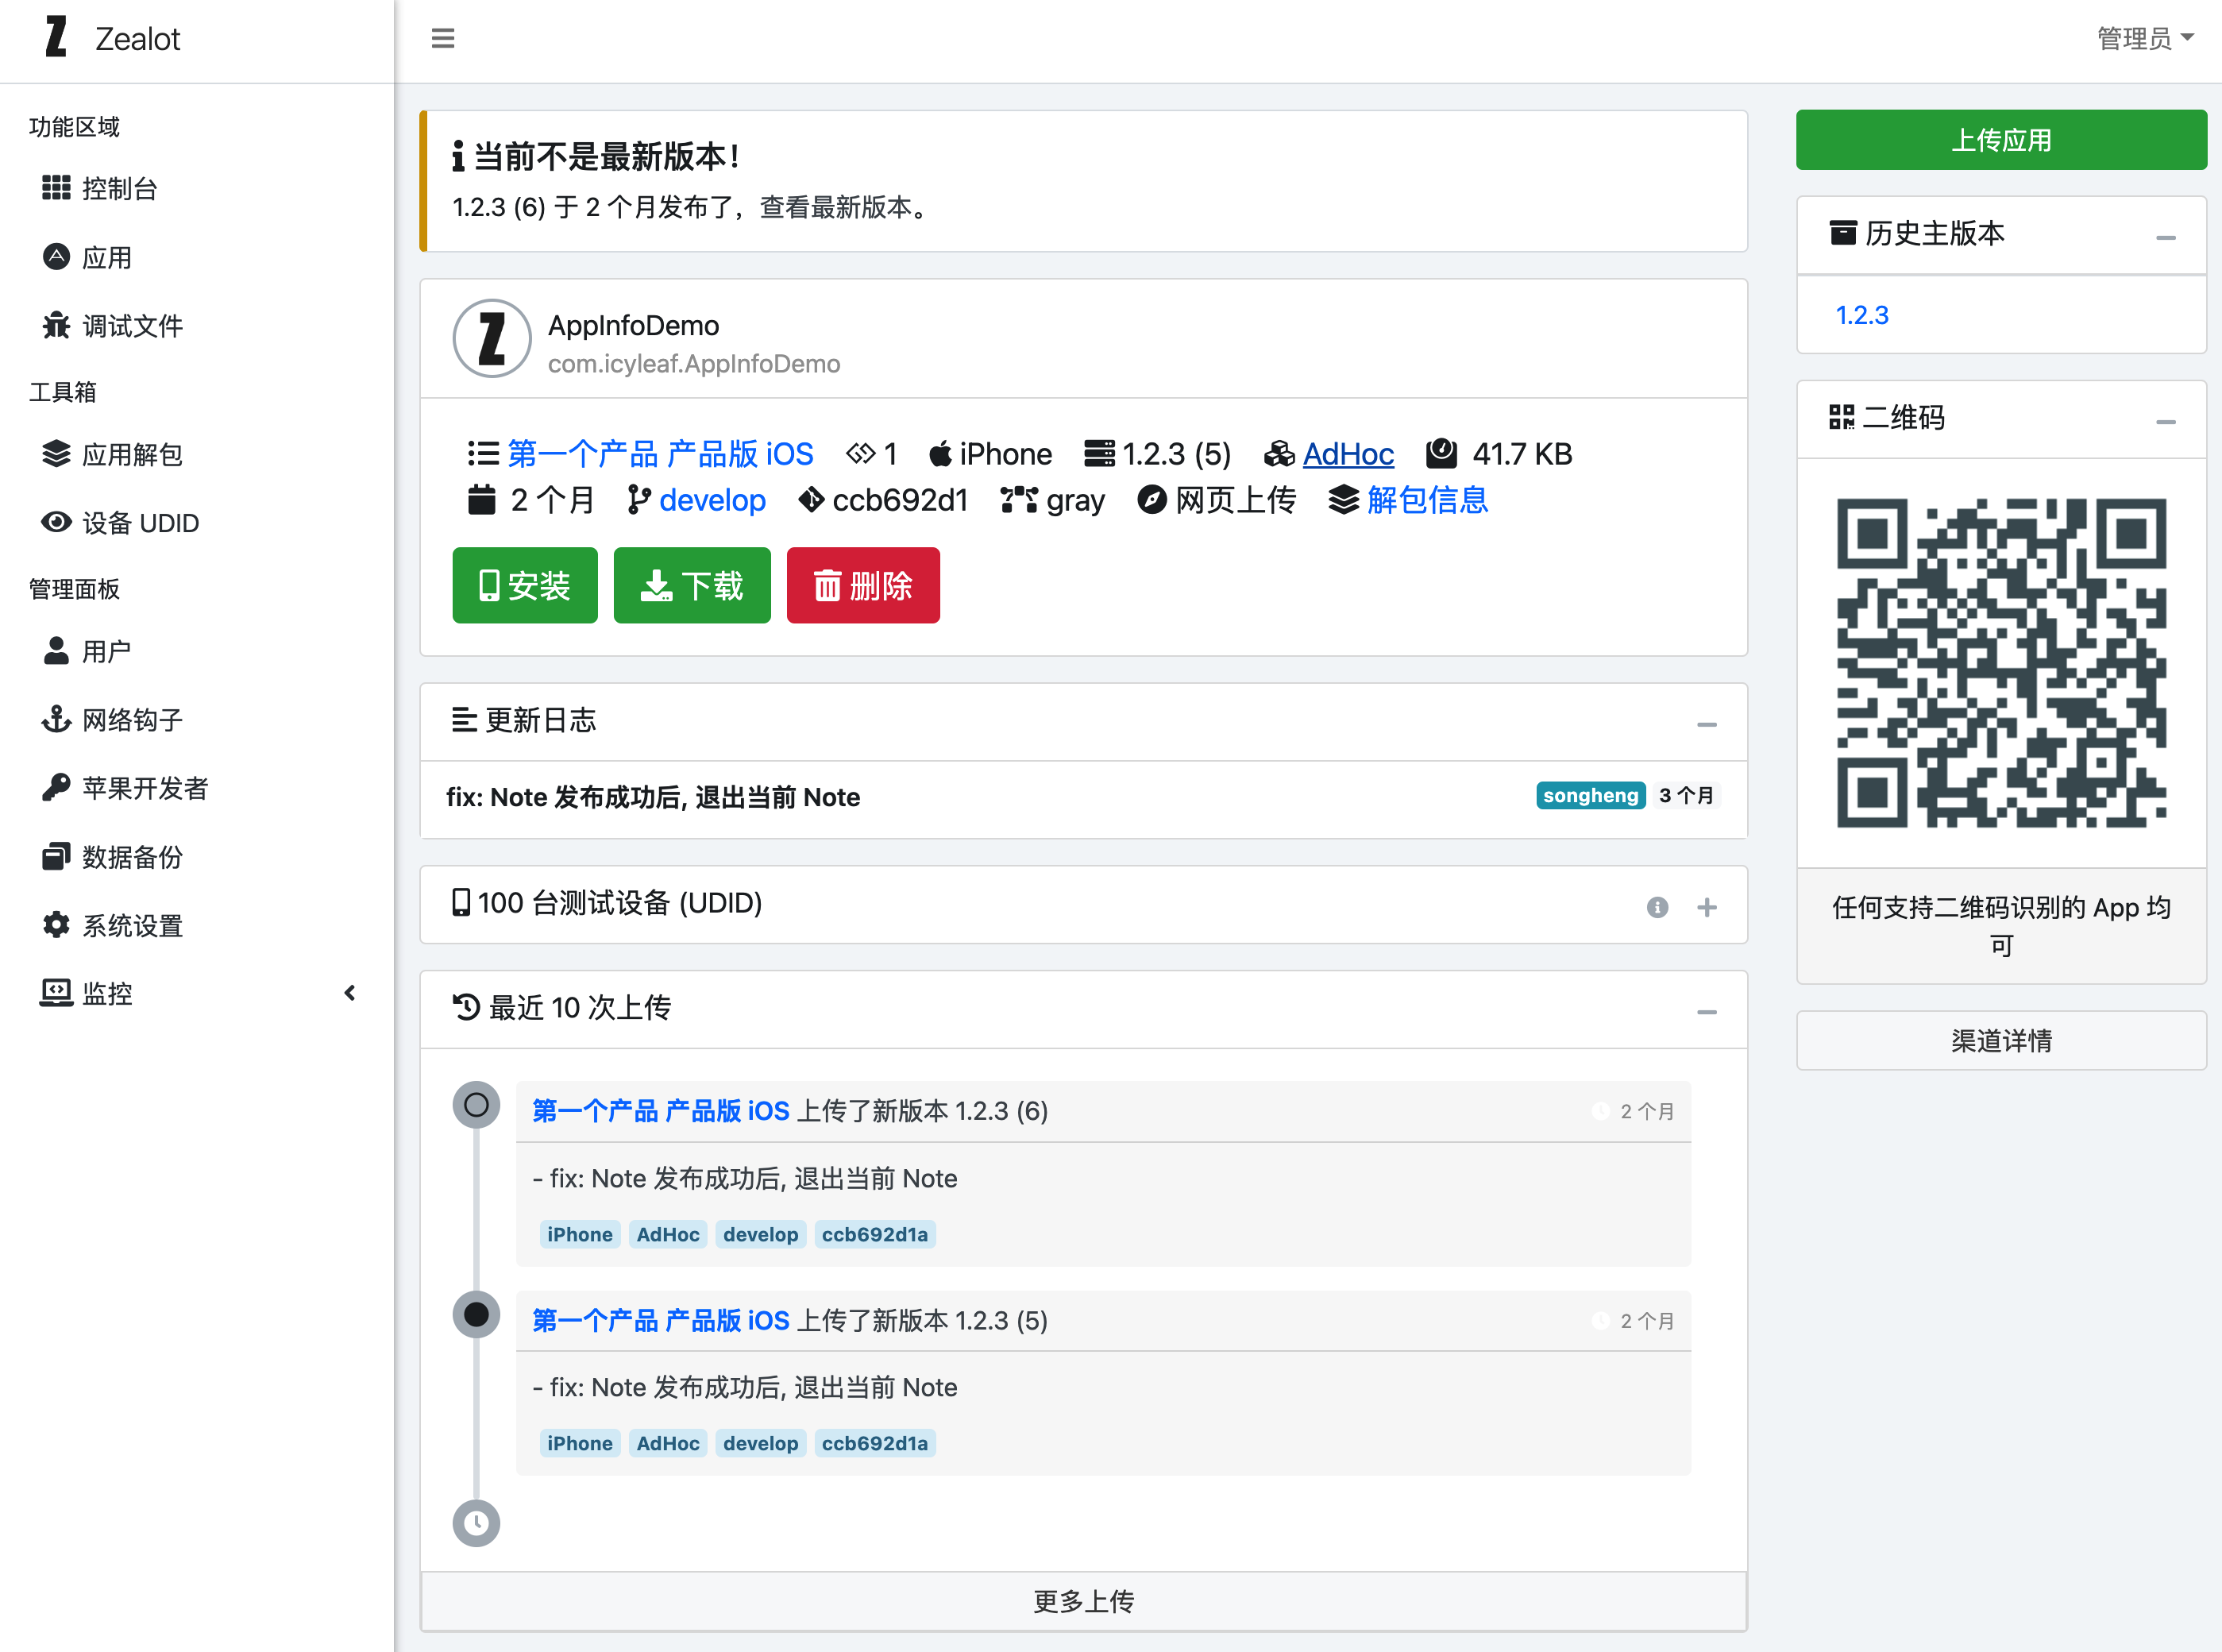 Zealot
管理员
功能区域
控制台
应用
调试文件
工具箱
应用解包
设备 UDID
管理面板
用户
网络钩子
苹果开发者
数据备份
系统设置
监控
当前不是最新版本！
1.2.3 (6) 于 2 个月发布了，查看最新版本。
AppInfoDemo
com.icyleaf.AppInfoDemo
第一个产品 产品版 iOS 1 iPhone 1.2.3 (5) AdHoc 41.7 KB
2 个月 develop ccb692d1 gray 网页上传 解包信息
安装 下载 删除
更新日志
fix: Note 发布成功后, 退出当前 Note songheng 3 个月
100 台测试设备 (UDID)
最近 10 次上传
第一个产品 产品版 iOS 上传了新版本 1.2.3 (6) 2 个月
- fix: Note 发布成功后, 退出当前 Note
iPhone AdHoc develop ccb692d1a
第一个产品 产品版 iOS 上传了新版本 1.2.3 (5) 2 个月
- fix: Note 发布成功后, 退出当前 Note
iPhone AdHoc develop ccb692d1a
更多上传
上传应用
历史主版本
1.2.3
二维码
任何支持二维码识别的 App 均
可
渠道详情